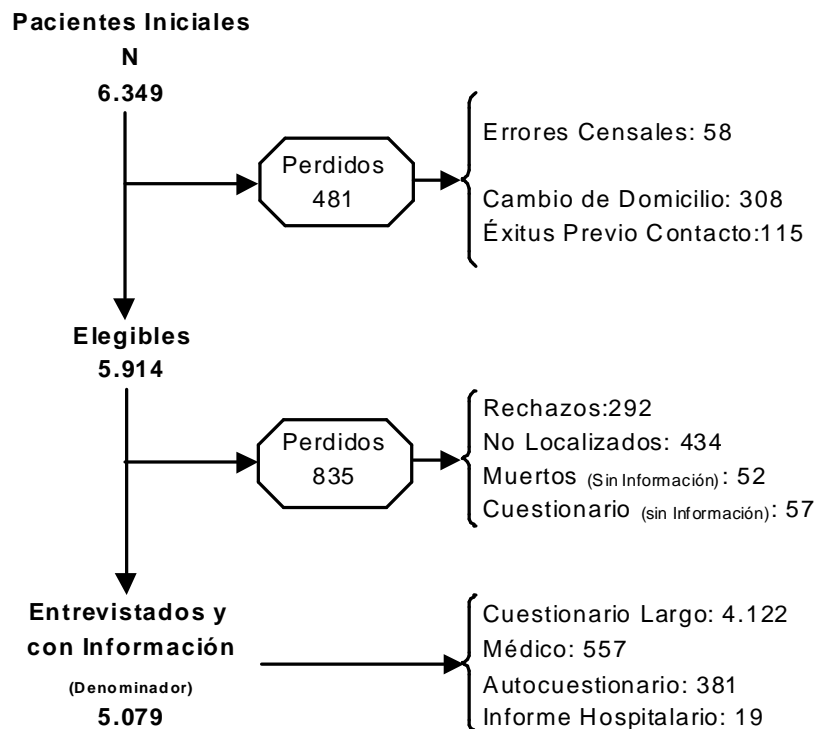 Pacientes Iniciales
N
6.349
Perdidos
481
Errores Censales: 58
Cambio de Domicilio: 308
Éxitus Previo Contacto:115
Elegibles
5.914
Perdidos
835
Rechazos:292
No Localizados: 434
Muertos (Sin Información): 52
Cuestionario (sin Información): 57
Entrevistados y
con Información
(Denominador)
5.079
Cuestionario Largo: 4.122
Médico: 557
Autocuestionario: 381
Informe Hospitalario: 19